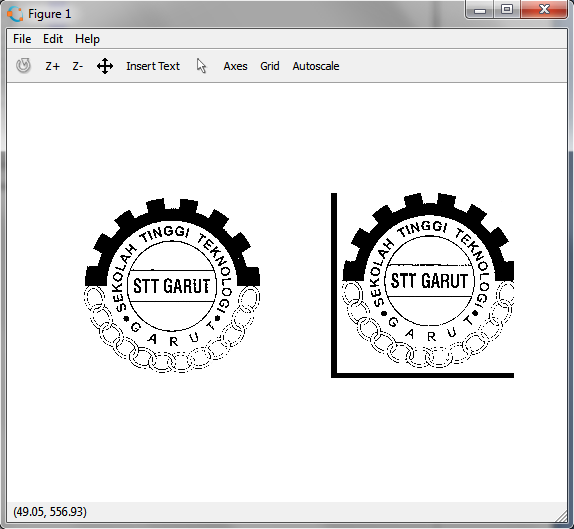 Figure 1
File Edit Help
Z+ Z- Insert Text Axes Grid Autoscale
SEKOLAH TINGGI TEKNOLOGI
STT GARUT
GARUT
SEKOLAH TINGGI TEKNOLOGI
STT GARUT
GARUT
(49.05, 556.93)